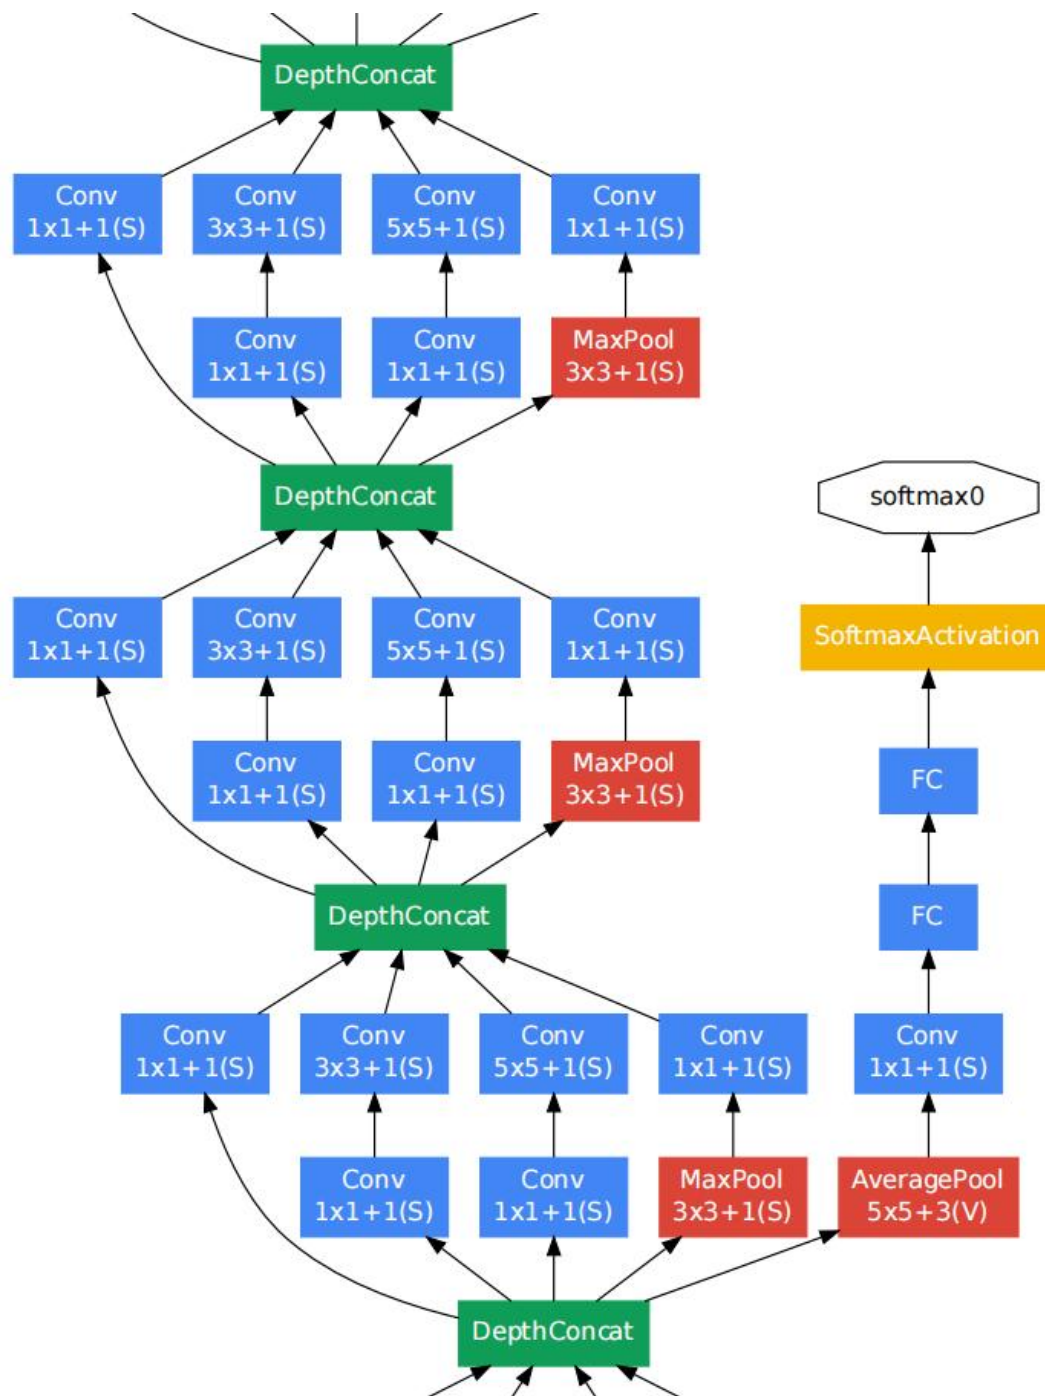 DepthConcat
Conv
1x1+1(S)
Conv
3x3+1(S)
Conv
5x5+1(S)
Conv
1x1+1(S)
Conv
1x1+1(S)
Conv
1x1+1(S)
MaxPool
3x3+1(S)
DepthConcat
softmax0
Conv
1x1+1(S)
Conv
3x3+1(S)
Conv
5x5+1(S)
Conv
1x1+1(S)
SoftmaxActivation
Conv
1x1+1(S)
Conv
1x1+1(S)
MaxPool
3x3+1(S)
FC
DepthConcat
FC
Conv
1x1+1(S)
Conv
3x3+1(S)
Conv
5x5+1(S)
Conv
1x1+1(S)
Conv
1x1+1(S)
Conv
1x1+1(S)
Conv
1x1+1(S)
MaxPool
3x3+1(S)
AveragePool
5x5+3(V)
DepthConcat